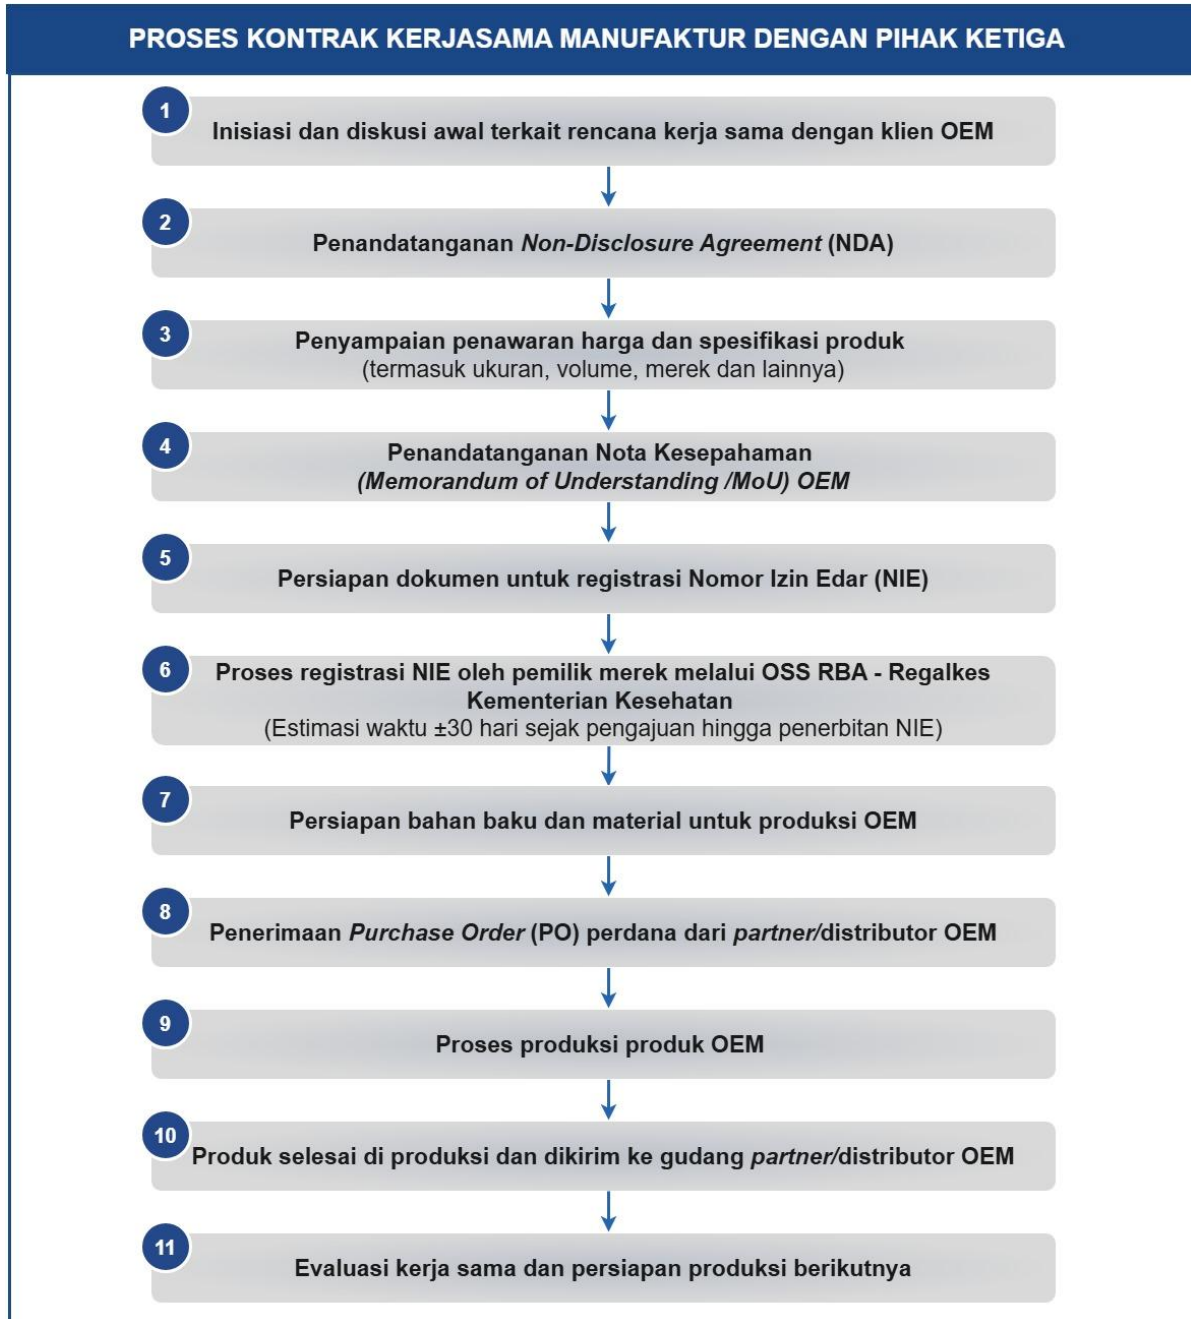 PROSES KONTRAK KERJASAMA MANUFAKTUR DENGAN PIHAK KETIGA
1
Inisiasi dan diskusi awal terkait rencana kerja sama dengan klien OEM
2
Penandatanganan Non-Disclosure Agreement (NDA)
3
Penyampaian penawaran harga dan spesifikasi produk
(termasuk ukuran, volume, merek dan lainnya)
4
Penandatanganan Nota Kesepahaman
(Memorandum of Understanding /MoU) OEM
5
Persiapan dokumen untuk registrasi Nomor Izin Edar (NIE)
6
Proses registrasi NIE oleh pemilik merek melalui OSS RBA - Regalkes
Kementerian Kesehatan
(Estimasi waktu ±30 hari sejak pengajuan hingga penerbitan NIE)
7
Persiapan bahan baku dan material untuk produksi OEM
8
Penerimaan Purchase Order (PO) perdana dari partner/distributor OEM
9
Proses produksi produk OEM
10
Produk selesai di produksi dan dikirim ke gudang partner/distributor OEM
11
Evaluasi kerja sama dan persiapan produksi berikutnya